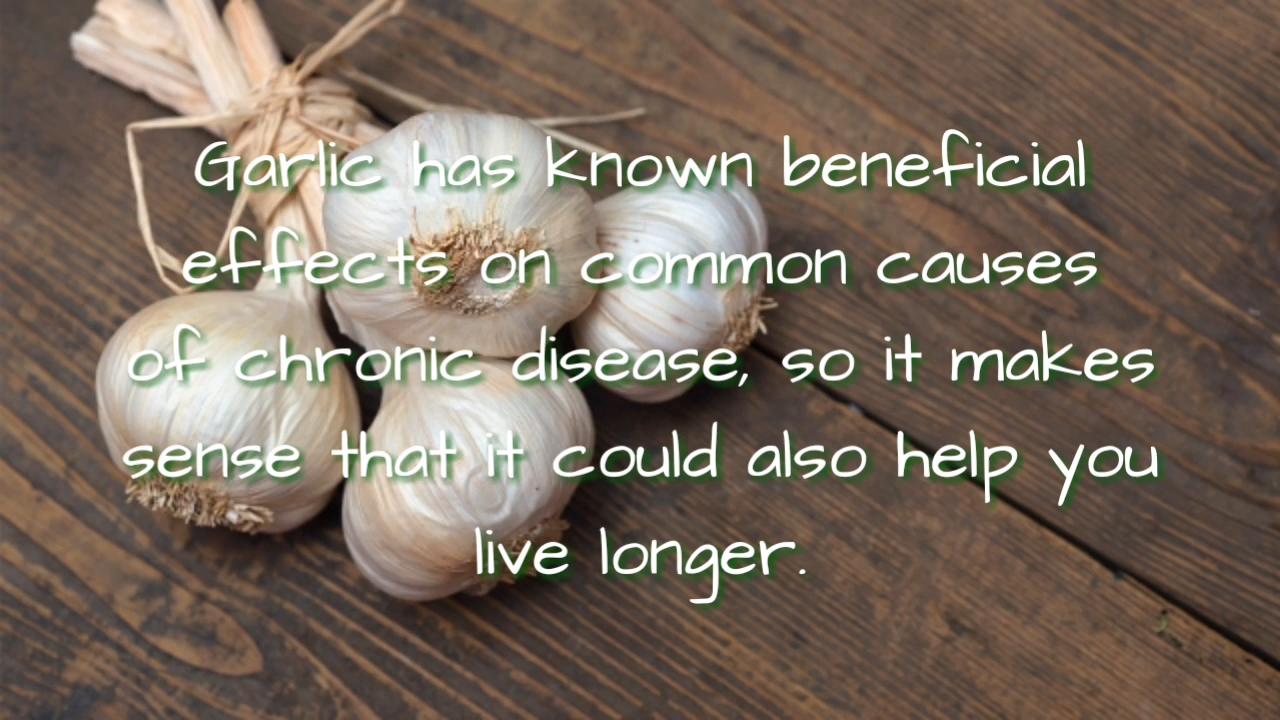 Garlic has known beneficial
effects on common causes
of chronic disease, so it makes
sense that it could also help you
live longer.